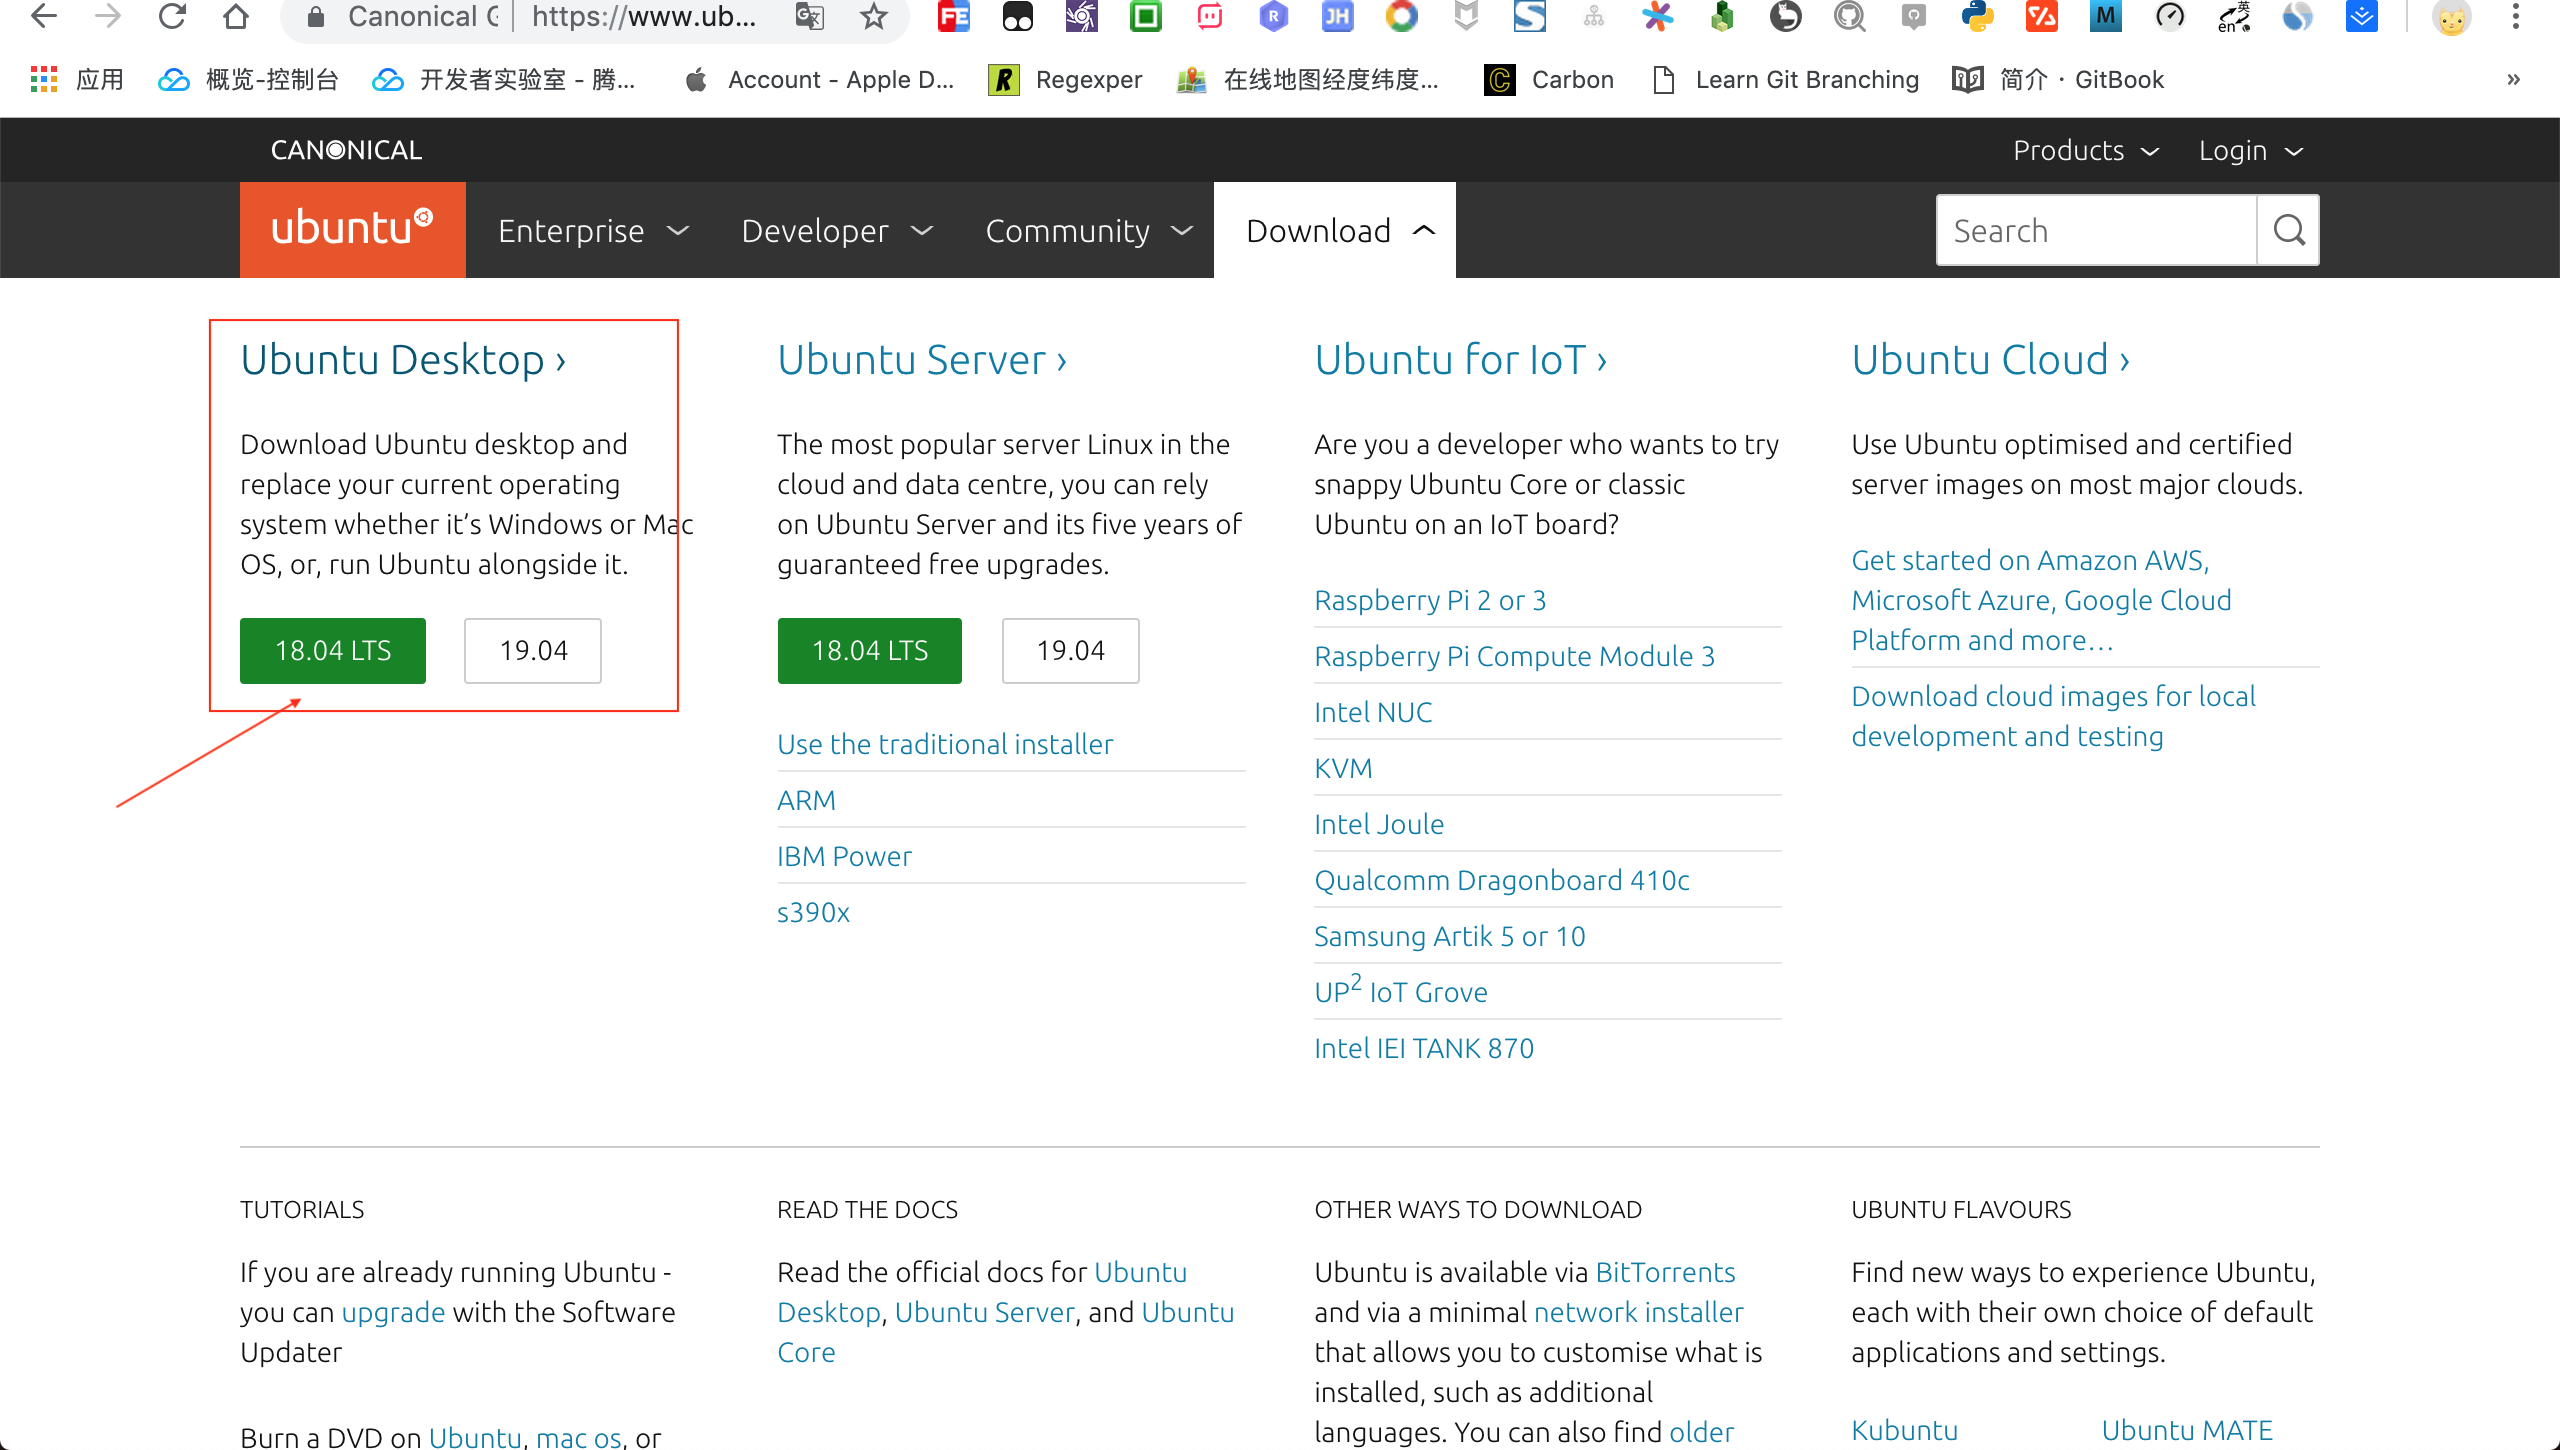 Canonical G
https://www.ub...
应用
概览-控制台
开发者实验室 - 腾...
Account - Apple D...
Regexper
在线地图经度纬度...
Carbon
Learn Git Branching
简介 · GitBook
»
CANONICAL
Products
Login
ubuntu
Enterprise
Developer
Community
Download
Search
Ubuntu Desktop ›
Download Ubuntu desktop and
replace your current operating
system whether it’s Windows or Mac
OS, or, run Ubuntu alongside it.
18.04 LTS
19.04
Ubuntu Server ›
The most popular server Linux in the
cloud and data centre, you can rely
on Ubuntu Server and its five years of
guaranteed free upgrades.
18.04 LTS
19.04
Use the traditional installer
ARM
IBM Power
s390x
Ubuntu for IoT ›
Are you a developer who wants to try
snappy Ubuntu Core or classic
Ubuntu on an IoT board?
Raspberry Pi 2 or 3
Raspberry Pi Compute Module 3
Intel NUC
KVM
Intel Joule
Qualcomm Dragonboard 410c
Samsung Artik 5 or 10
UP² IoT Grove
Intel IEI TANK 870
Ubuntu Cloud ›
Use Ubuntu optimised and certified
server images on most major clouds.
Get started on Amazon AWS,
Microsoft Azure, Google Cloud
Platform and more…
Download cloud images for local
development and testing
TUTORIALS
If you are already running Ubuntu -
you can upgrade with the Software
Updater
Burn a DVD on Ubuntu, mac os, or
READ THE DOCS
Read the official docs for Ubuntu
Desktop, Ubuntu Server, and Ubuntu
Core
OTHER WAYS TO DOWNLOAD
Ubuntu is available via BitTorrents
and via a minimal network installer
that allows you to customise what is
installed, such as additional
languages. You can also find older
UBUNTU FLAVOURS
Find new ways to experience Ubuntu,
each with their own choice of default
applications and settings.
Kubuntu
Ubuntu MATE